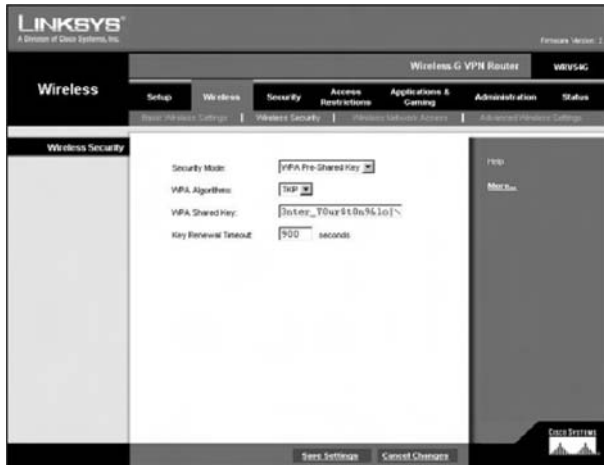 LINKSYS®
A Division of Cisco Systems, Inc.
Firmware Version: 1
Wireless-G VPN Router
WRV54G
Wireless
Setup
Wireless
Security
Access Restrictions
Applications & Gaming
Administration
Status
Basic Wireless Settings
Wireless Security
Wireless Network Access
Advanced Wireless Settings
Wireless Security
Security Mode:
WPA Pre-Shared Key
WPA Algorithms:
TKIP
WPA Shared Key:
Key Renewal Timeout:
900
seconds
Help
More...
Save Settings
Cancel Changes
CISCO SYSTEMS